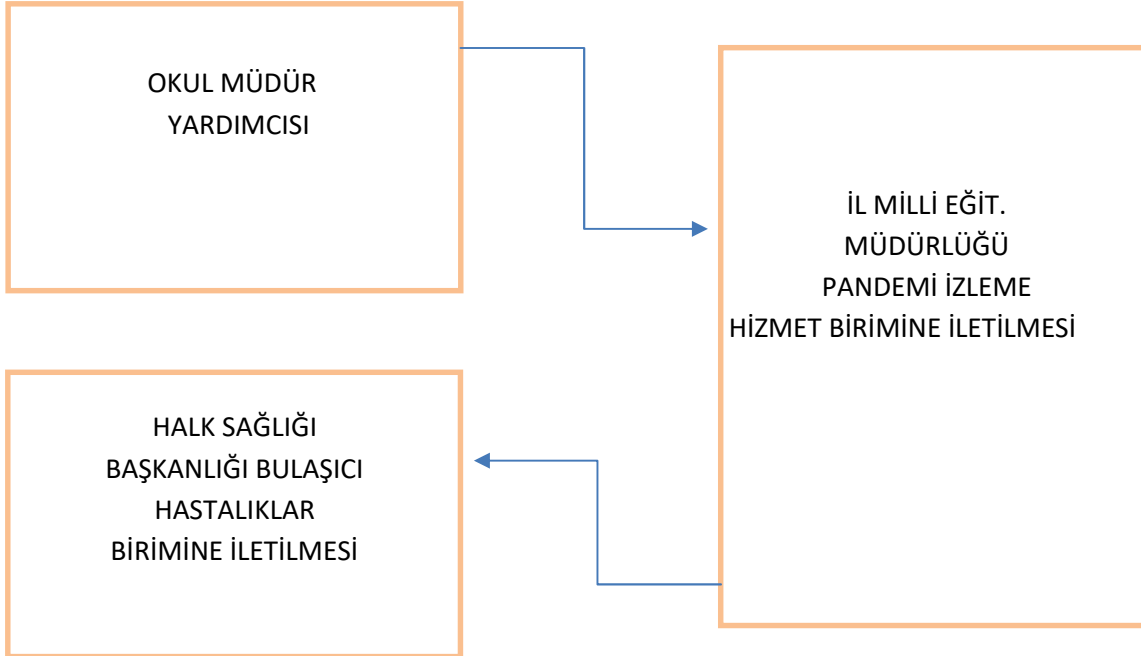 OKUL MÜDÜR
YARDIMCISI
İL MİLLİ EĞİT.
MÜDÜRLÜĞÜ
PANDEMİ İZLEME
HİZMET BİRİMİNE İLETİLMESİ
HALK SAĞLIĞI
BAŞKANLIĞI BULAŞICI
HASTALIKLAR
BİRİMİNE İLETİLMESİ